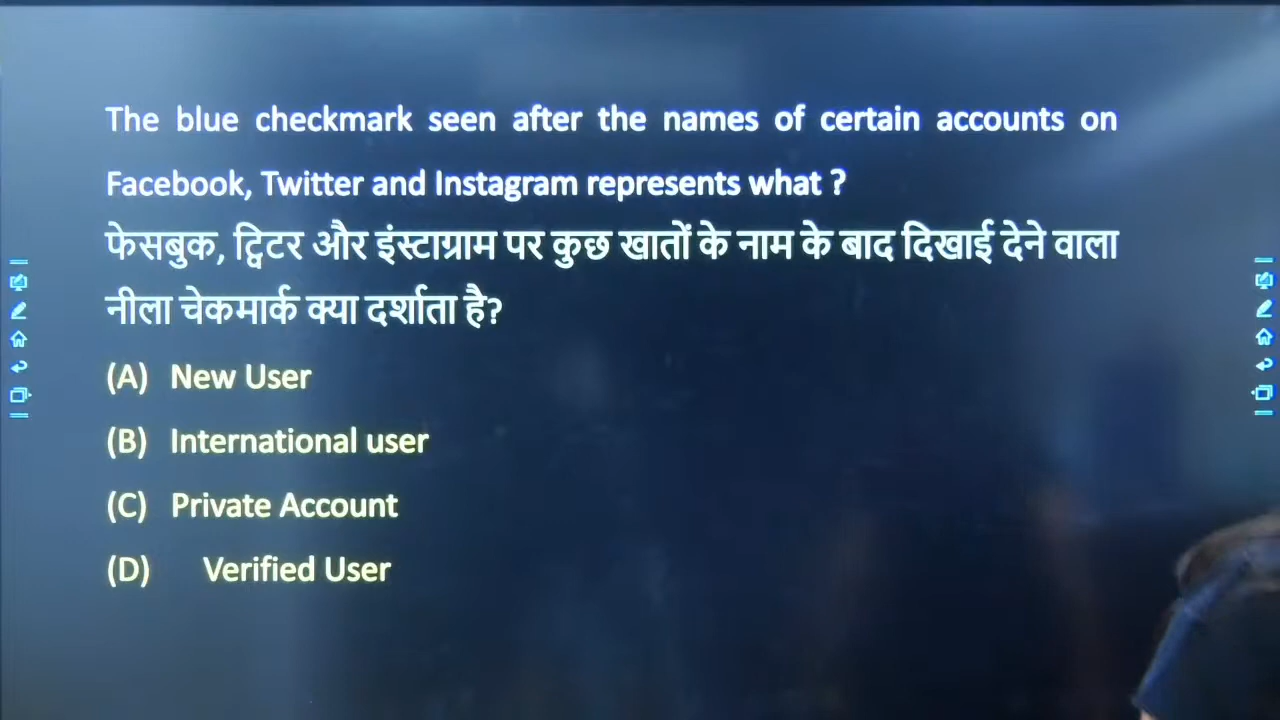 The blue checkmark seen after the names of certain accounts on
Facebook, Twitter and Instagram represents what ?
फेसबुक, ट्विटर और इंस्टाग्राम पर कुछ खातों के नाम के बाद दिखाई देने वाला
नीला चेकमार्क क्या दर्शाता है?
(A) New User
(B) International user
(C) Private Account
(D) Verified User